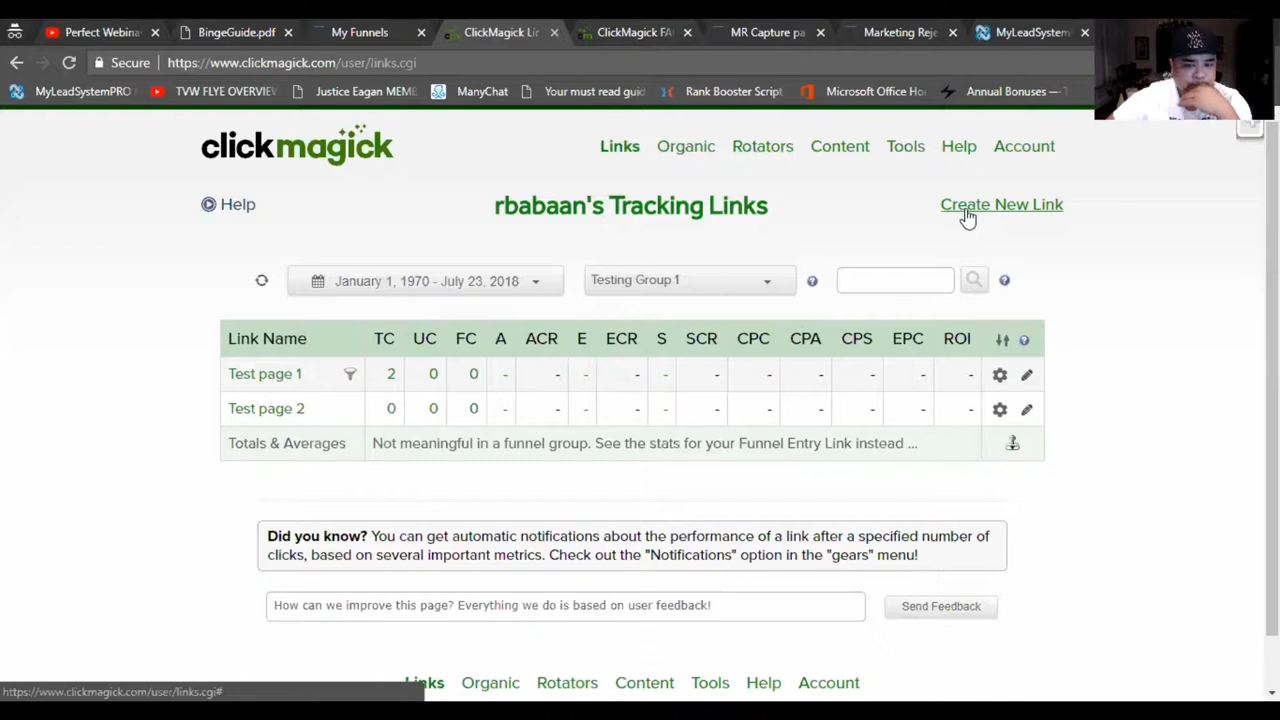 Perfect Webina
BingeGuide.pdf
My Funnels
ClickMagick Lin
ClickMagick FA
MR Capture pa
Marketing Reje
MyLeadSystem
Secure
https://www.clickmagick.com/user/links.cgi
MyLeadSystemPRO
TVW FLYE OVERVIEW
Justice Eagan MEMB
ManyChat
Your must read guid
Rank Booster Script
Microsoft Office Ho
Annual Bonuses — T
clickmagick
Links Organic Rotators Content Tools Help Account
Help
rbabaan's Tracking Links
Create New Link
January 1, 1970 - July 23, 2018
Testing Group 1
Link Name TC UC FC A ACR E ECR S SCR CPC CPA CPS EPC ROI
Test page 1 2 0 0 - - - - - - - - - - -
Test page 2 0 0 0 - - - - - - - - - - -
Totals & Averages Not meaningful in a funnel group. See the stats for your Funnel Entry Link instead ...
Did you know? You can get automatic notifications about the performance of a link after a specified number of
clicks, based on several important metrics. Check out the "Notifications" option in the "gears" menu!
How can we improve this page? Everything we do is based on user feedback!
Send Feedback
Links Organic Rotators Content Tools Help Account
https://www.clickmagick.com/user/links.cgi#